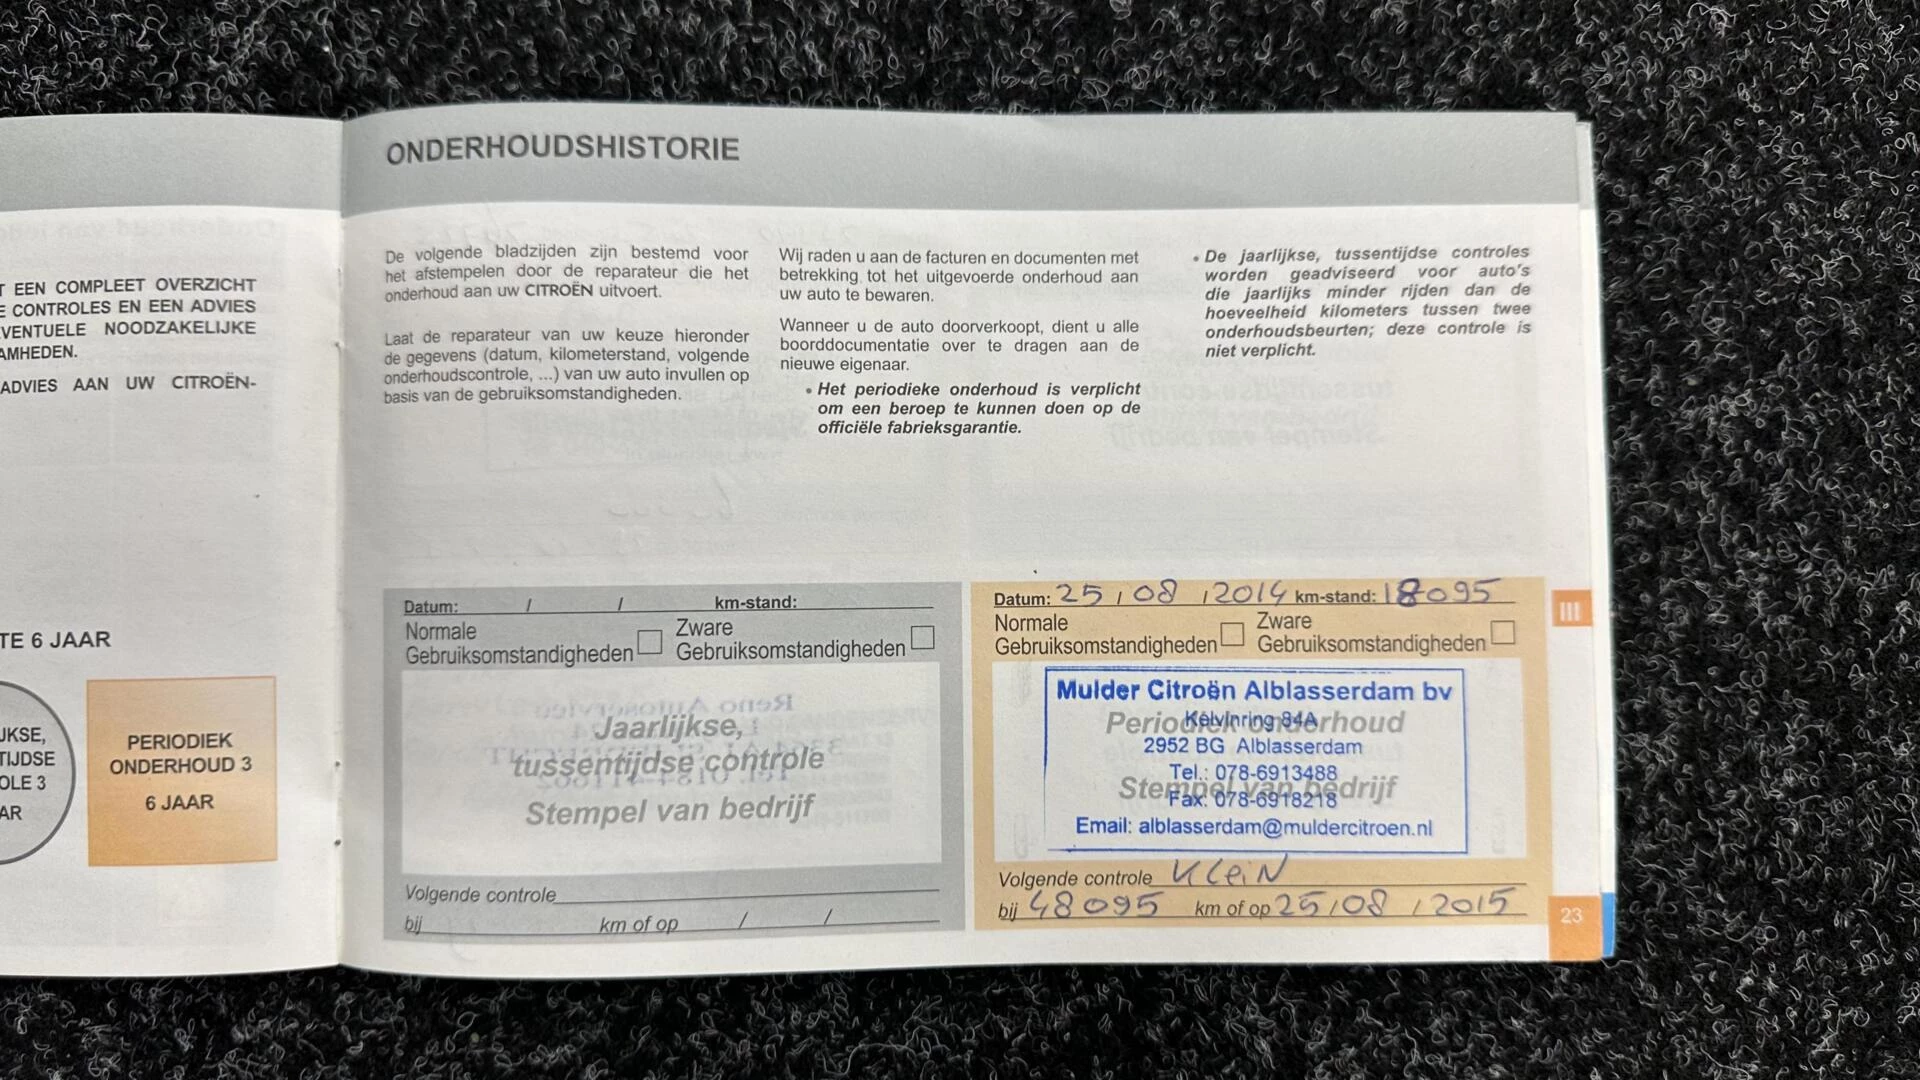 ONDERHOUDSHISTORIE
T EEN COMPLEET OVERZICHT
E CONTROLES EN EEN ADVIES
VENTUELE NOODZAKELIJKE
AMHEDEN.
ADVIES AAN UW CITROËN-
TE 6 JAAR
JKSE,
TIJDSE
OLE 3
AR
PERIODIEK
ONDERHOUD 3
6 JAAR
De volgende bladzijden zijn bestemd voor
het afstempelen door de reparateur die het
onderhoud aan uw CITROËN uitvoert.
Laat de reparateur van uw keuze hieronder
de gegevens (datum, kilometerstand, volgende
onderhoudscontrole, ...) van uw auto invullen op
basis van de gebruiksomstandigheden.
Wij raden u aan de facturen en documenten met
betrekking tot het uitgevoerde onderhoud aan
uw auto te bewaren.
Wanneer u de auto doorverkoopt, dient u alle
boorddocumentatie over te dragen aan de
nieuwe eigenaar.
• Het periodieke onderhoud is verplicht
om een beroep te kunnen doen op de
officiële fabrieksgarantie.
• De jaarlijkse, tussentijdse controles
worden geadviseerd voor auto's
die jaarlijks minder rijden dan de
hoeveelheid kilometers tussen twee
onderhoudsbeurten; deze controle is
niet verplicht.
Datum: / / km-stand:
Normale
Gebruiksomstandigheden
Zware
Gebruiksomstandigheden
Jaarlijkse,
tussentijdse controle
Stempel van bedrijf
Volgende controle
bij km of op / /
Datum: 25 / 08 / 2014 km-stand: 18095
Normale
Gebruiksomstandigheden
Zware
Gebruiksomstandigheden
Periodiek onderhoud
Stempel van bedrijf
Mulder Citroën Alblasserdam bv
Kelvinring 84A
2952 BG Alblasserdam
Tel.: 078-6913488
Fax: 078-6918218
Email: alblasserdam@muldercitroen.nl
Volgende controle Klein
bij 48095 km of op 25 / 08 / 2015
III
23